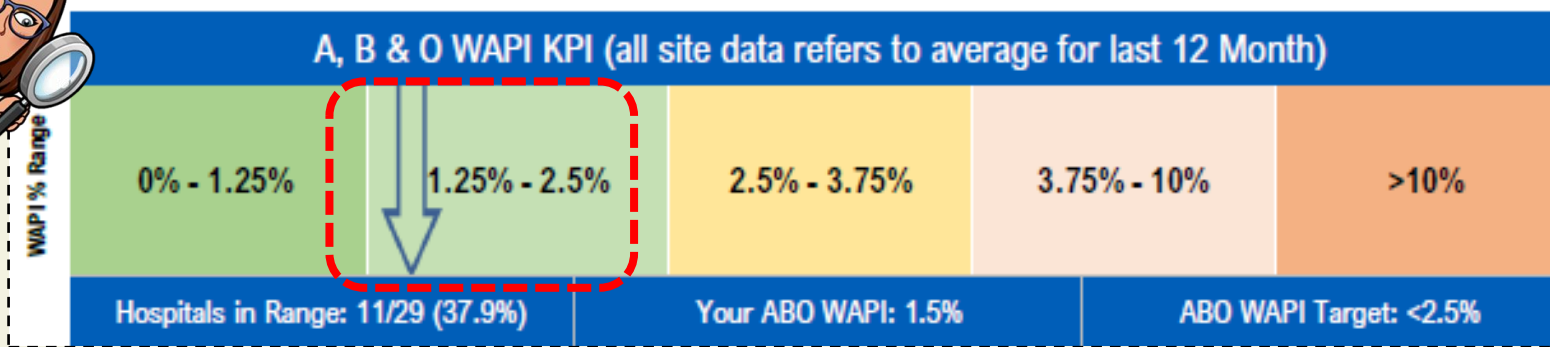 A, B & O WAPI KPI (all site data refers to average for last 12 Month)
WAPI % Range
0% - 1.25%
1.25% - 2.5%
2.5% - 3.75%
3.75% - 10%
>10%
Hospitals in Range: 11/29 (37.9%)
Your ABO WAPI: 1.5%
ABO WAPI Target: <2.5%